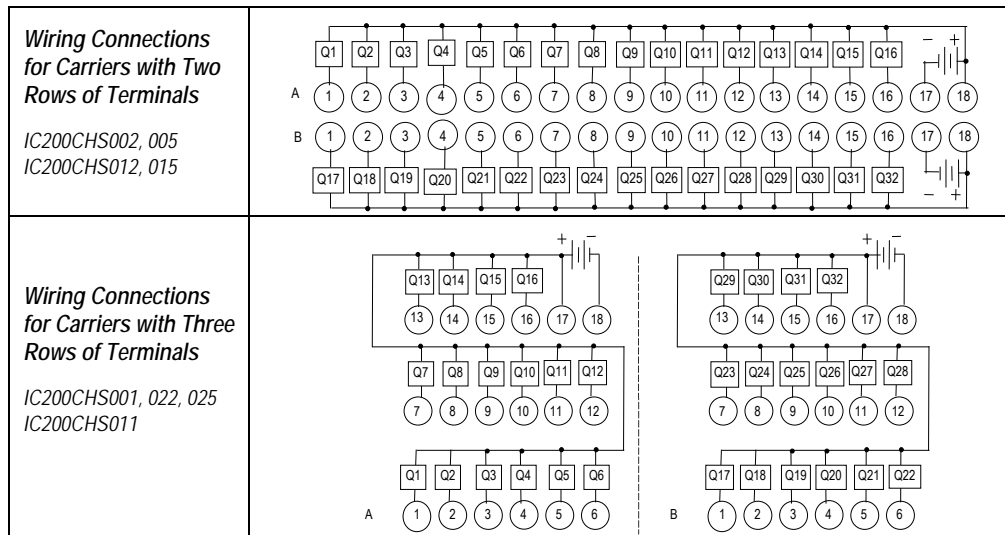 Wiring Connections
for Carriers with Two
Rows of Terminals
IC200CHS002, 005
IC200CHS012, 015
Q1 Q2 Q3 Q4 Q5 Q6 Q7 Q8 Q9 Q10 Q11 Q12 Q13 Q14 Q15 Q16 − +
A 1 2 3 4 5 6 7 8 9 10 11 12 13 14 15 16 17 18
B 1 2 3 4 5 6 7 8 9 10 11 12 13 14 15 16 17 18
Q17 Q18 Q19 Q20 Q21 Q22 Q23 Q24 Q25 Q26 Q27 Q28 Q29 Q30 Q31 Q32 − +
Wiring Connections
for Carriers with Three
Rows of Terminals
IC200CHS001, 022, 025
IC200CHS011
+ −
Q13 Q14 Q15 Q16
13 14 15 16 17 18
Q7 Q8 Q9 Q10 Q11 Q12
7 8 9 10 11 12
Q1 Q2 Q3 Q4 Q5 Q6
A 1 2 3 4 5 6
+ −
Q29 Q30 Q31 Q32
13 14 15 16 17 18
Q23 Q24 Q25 Q26 Q27 Q28
7 8 9 10 11 12
Q17 Q18 Q19 Q20 Q21 Q22
B 1 2 3 4 5 6